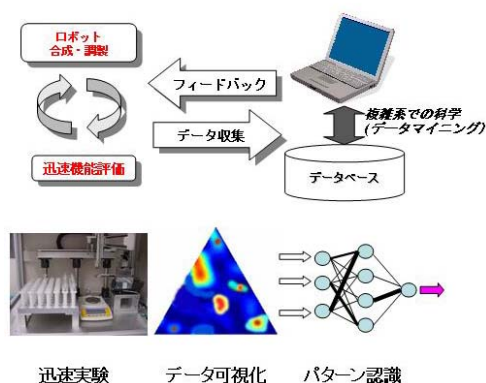 ロボット
合成・調製
フィードバック
データ収集
迅速機能評価
複雑系での科学
(データマイニング)
データベース
迅速実験
データ可視化
パターン認識